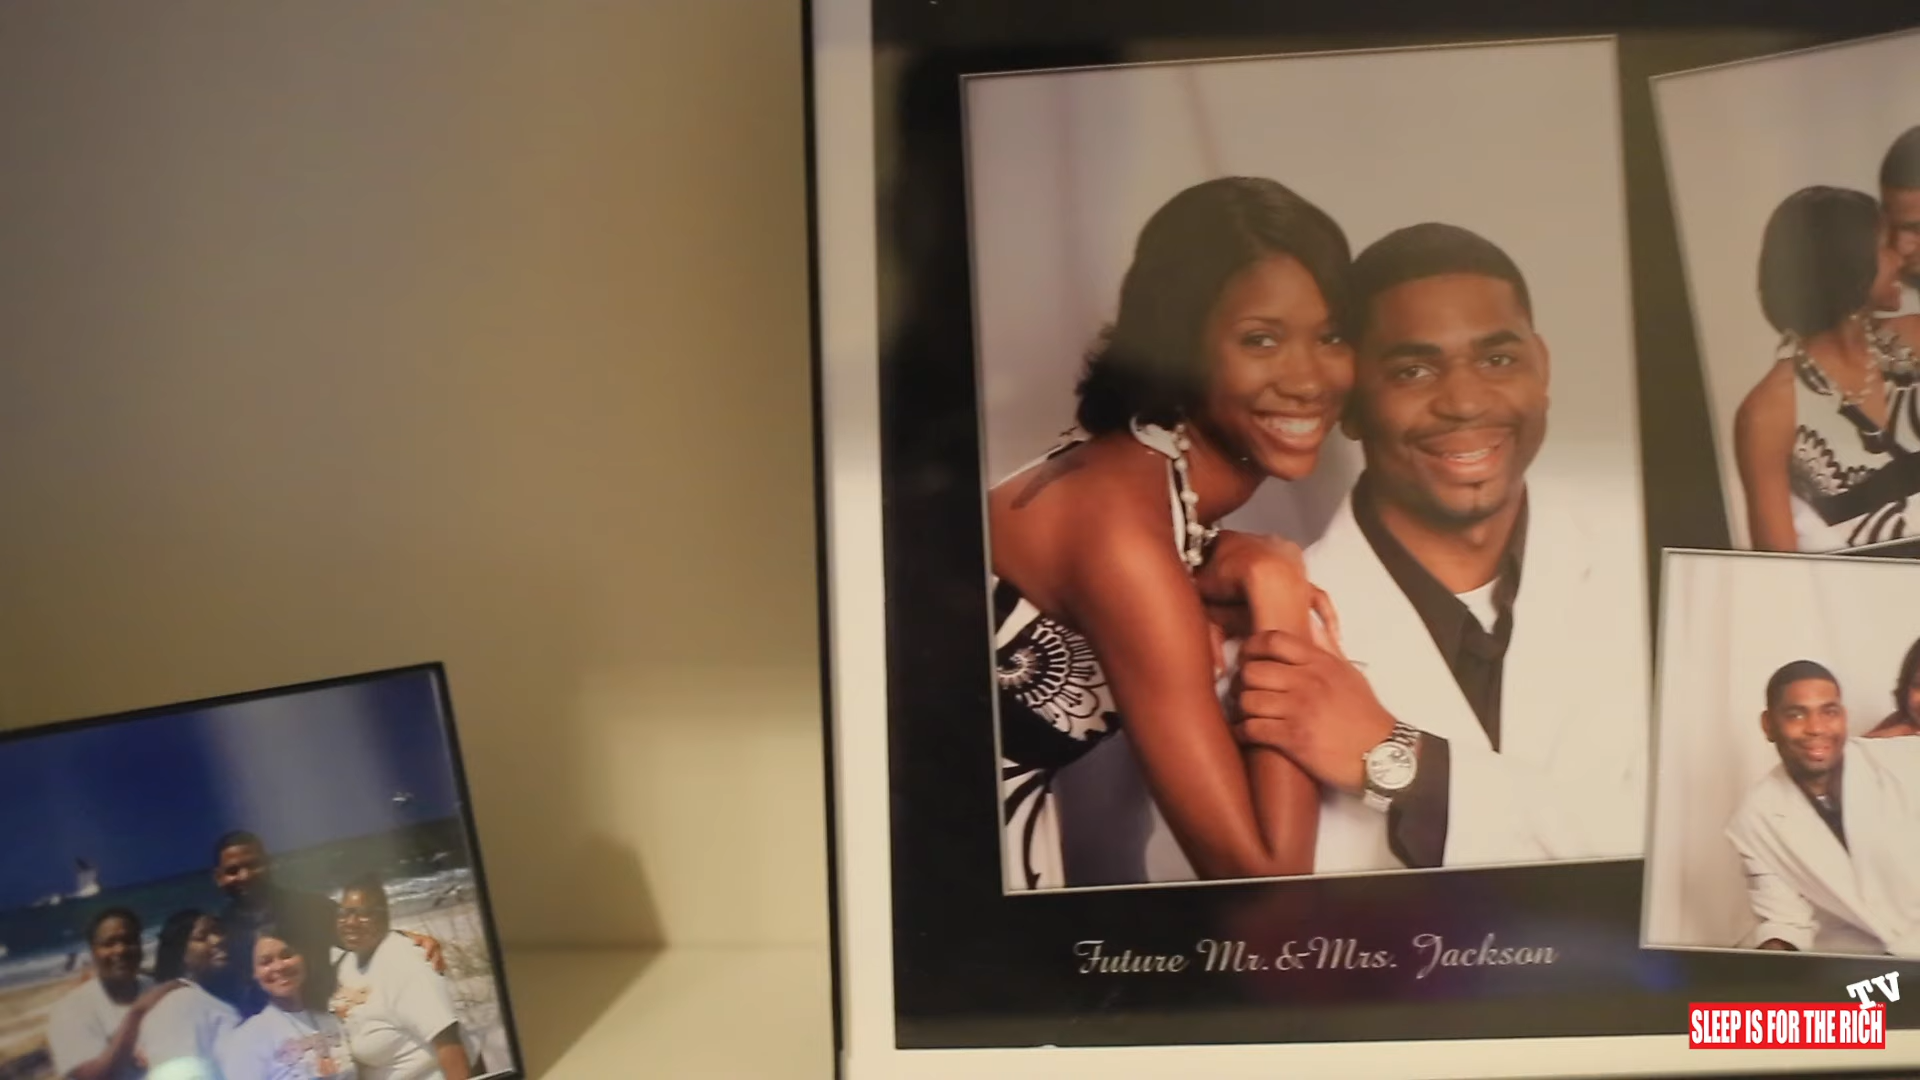 Future Mr. & Mrs. Jackson
TV
SLEEP IS FOR THE RICH